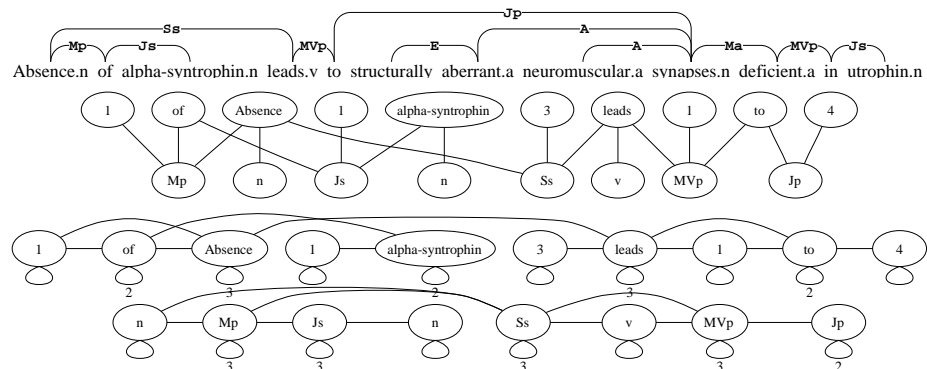 Jp
Ss A
Mp Js MVp E A Ma MVp Js
Absence.n of alpha-syntrophin.n leads.v to structurally aberrant.a neuromuscular.a synapses.n deficient.a in utrophin.n
1 of Absence 1 alpha-syntrophin 3 leads 1 to 4
Mp n Js n Ss v MVp Jp
1 of Absence 1 alpha-syntrophin 3 leads 1 to 4
2 3 2 3 2
n Mp Js n Ss v MVp Jp
3 3 3 3 2